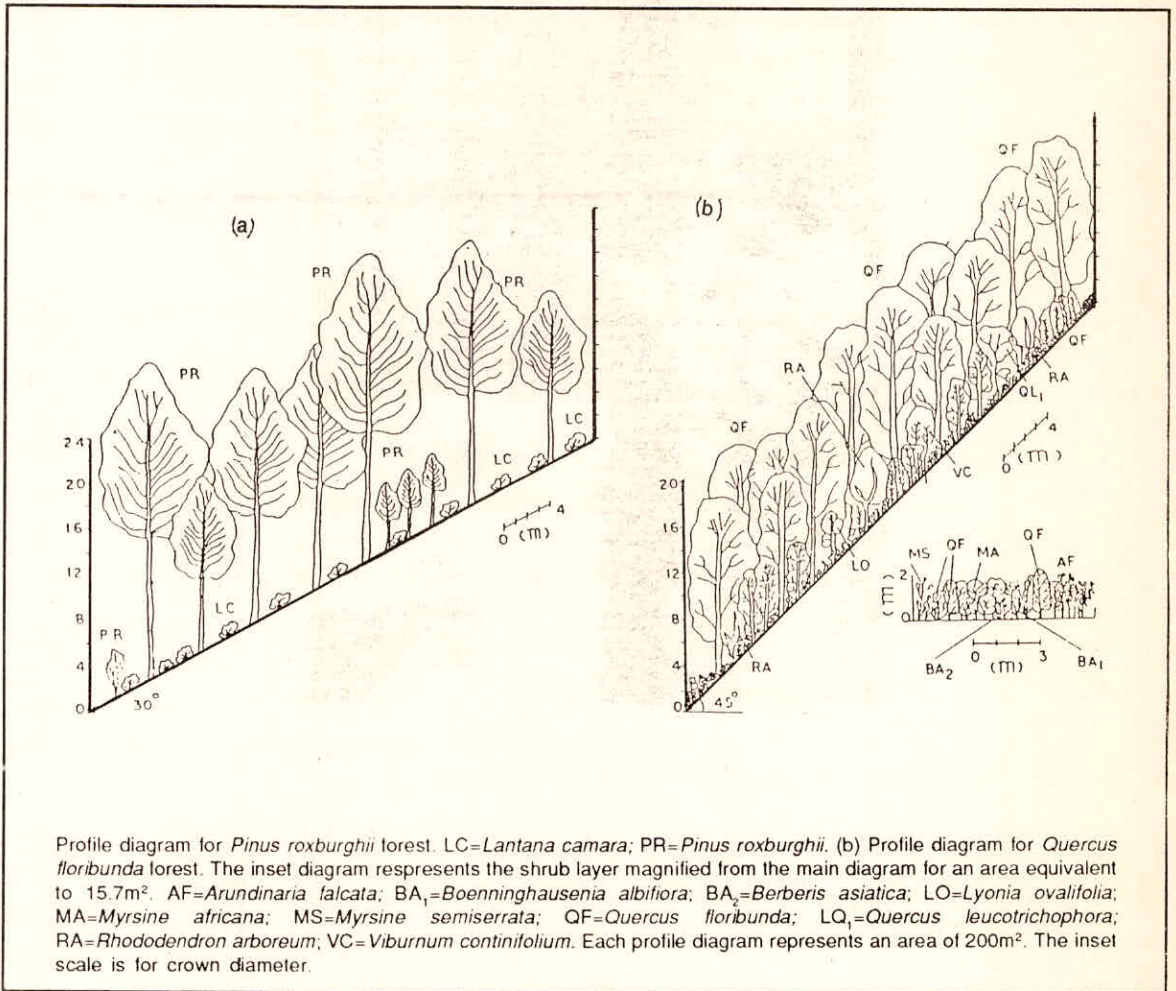 (a)
(b)
QF
PR
PR
QF
PR
RA
QF
LC
QF
RA
QL₁
PR
24
20
LC
0 (m) 4
VC
0 (m) 4
20
16
16
12
LC
LO
MS QF MA QF AF
12
8
2
(m)
0
8
PR
4
RA
BA₂
0 (m) 3
BA₁
4
0
30°
0
45°
Profile diagram for Pinus roxburghii forest. LC=Lantana camara; PR=Pinus roxburghii. (b) Profile diagram for Quercus
floribunda forest. The inset diagram respresents the shrub layer magnified from the main diagram for an area equivalent
to 15.7m². AF=Arundinaria falcata; BA₁=Boenninghausenia albiflora; BA₂=Berberis asiatica; LO=Lyonia ovalifolia;
MA=Myrsine africana; MS=Myrsine semiserrata; QF=Quercus floribunda; LQ₁=Quercus leucotrichophora;
RA=Rhododendron arboreum; VC=Viburnum continifolium. Each profile diagram represents an area of 200m². The inset
scale is for crown diameter.